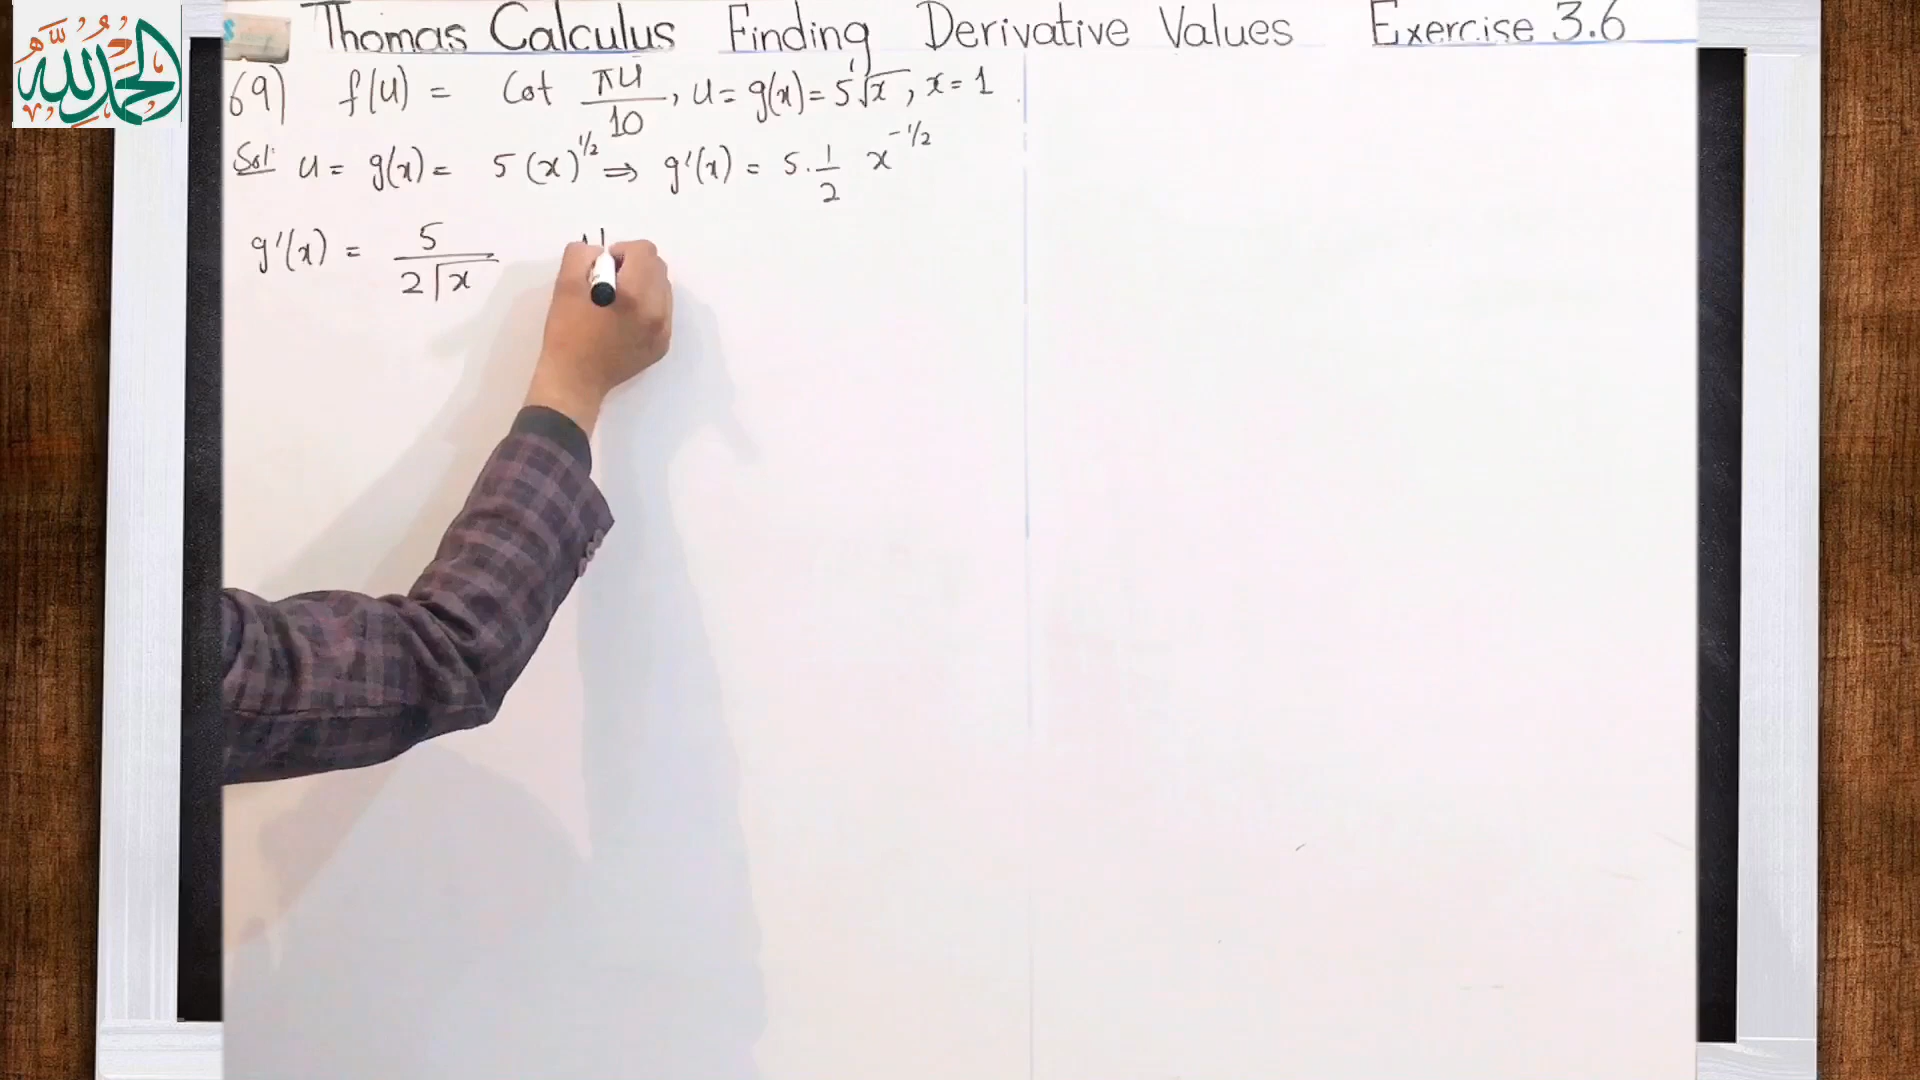 الحمد لله
Thomas Calculus Finding Derivative Values Exercise 3.6
69) f(u) = Cot πu/10, u = g(x) = 5√x, x = 1
Sol: u = g(x) = 5 (x)^1/2 ⇒ g'(x) = 5 . 1/2 x^-1/2
g'(x) = 5/2√x